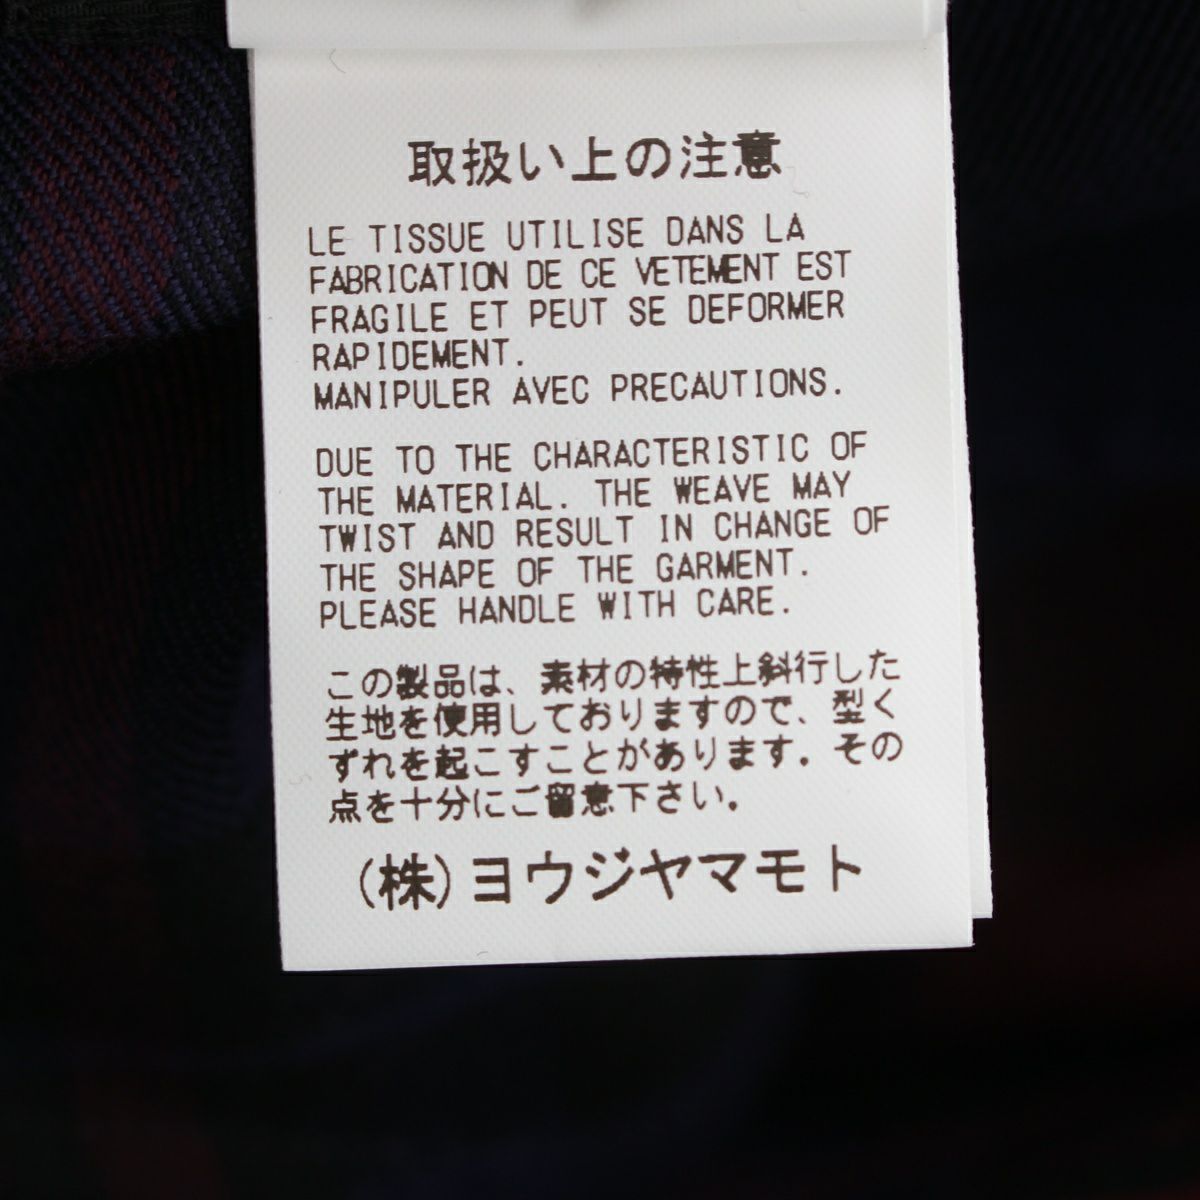 取扱い上の注意
LE TISSUE UTILISE DANS LA
FABRICATION DE CE VETEMENT EST
FRAGILE ET PEUT SE DEFORMER
RAPIDEMENT.
MANIPULER AVEC PRECAUTIONS.
DUE TO THE CHARACTERISTIC OF
THE MATERIAL. THE WEAVE MAY
TWIST AND RESULT IN CHANGE OF
THE SHAPE OF THE GARMENT.
PLEASE HANDLE WITH CARE.
この製品は、素材の特性上斜行した
生地を使用しておりますので、型く
ずれを起こすことがあります。その
点を十分にご留意下さい。
(株)ヨウジヤマモト